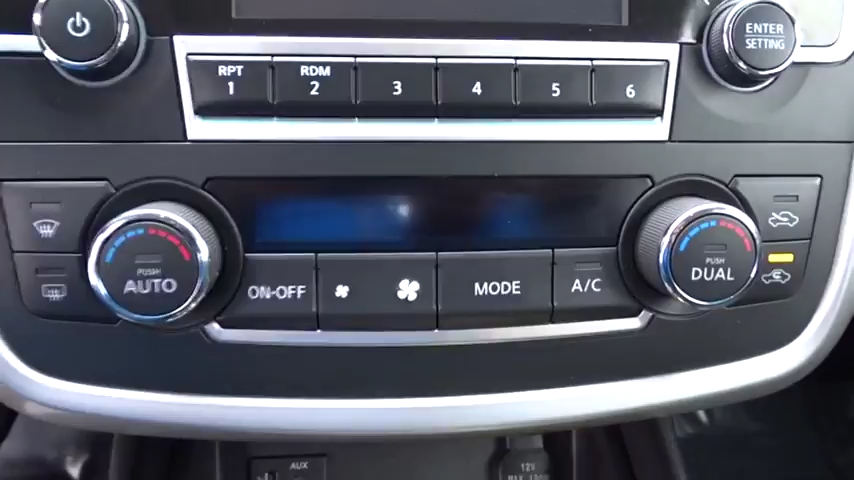 ENTER
SETTING
RPT
1
RDM
2
3
4
5
6
PUSH
AUTO
ON·OFF
MODE
A/C
PUSH
DUAL
AUX
12V